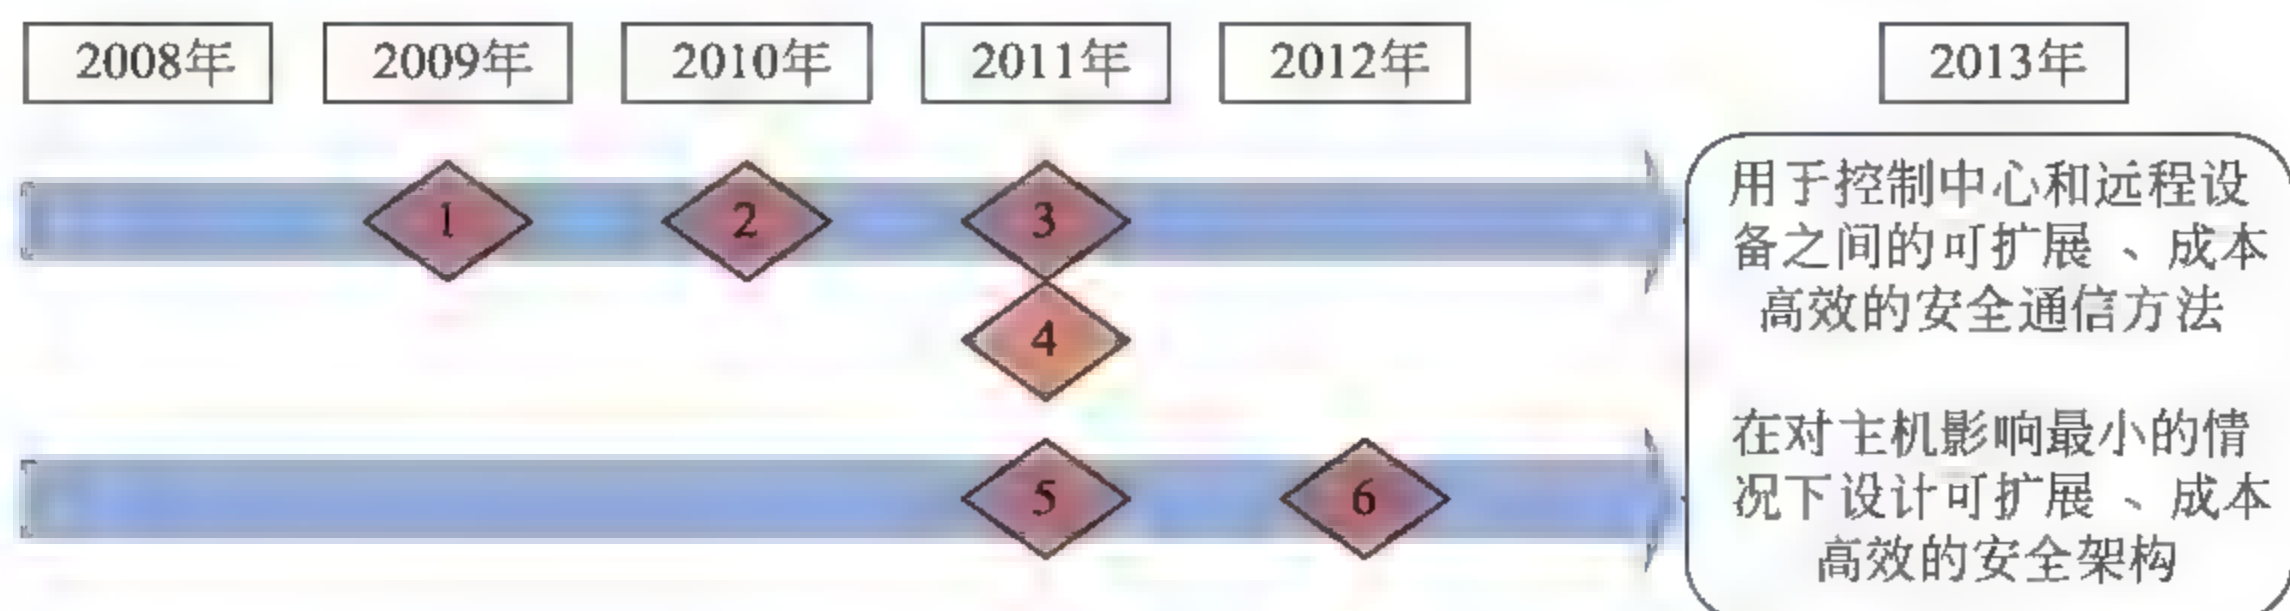 2008年 2009年 2010年 2011年 2012年 2013年
1 2 3
4
5 6
用于控制中心和远程设
备之间的可扩展、成本
高效的安全通信方法
在对主机影响最小的情
况下设计可扩展、成本
高效的安全架构